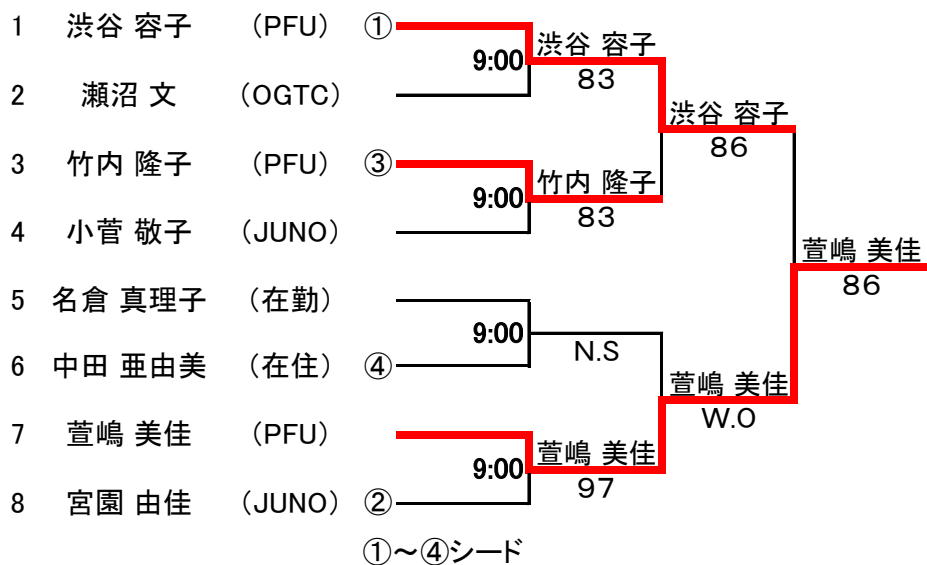 1 渋谷 容子 （PFU） ①
9:00 渋谷 容子
83
2 瀬沼 文 （OGTC）
渋谷 容子
86
3 竹内 隆子 （PFU） ③
9:00 竹内 隆子
83
4 小菅 敬子 （JUNO）
萱嶋 美佳
86
5 名倉 真理子 （在勤）
9:00
N.S
6 中田 亜由美 （在住） ④
萱嶋 美佳
W.O
7 萱嶋 美佳 （PFU）
9:00 萱嶋 美佳
97
8 宮園 由佳 （JUNO） ②
①～④シード